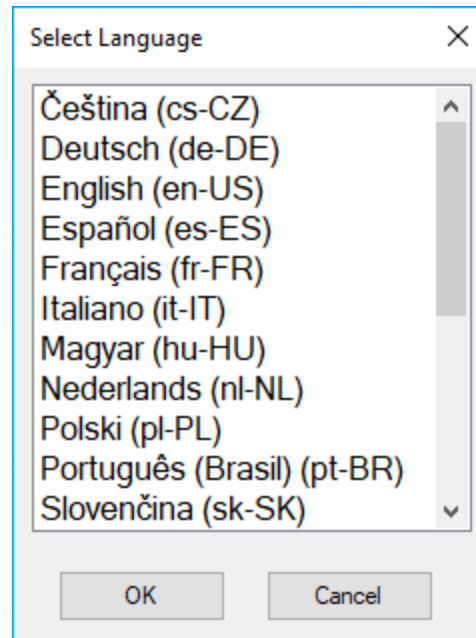 Select Language
Čeština (cs-CZ)
Deutsch (de-DE)
English (en-US)
Español (es-ES)
Français (fr-FR)
Italiano (it-IT)
Magyar (hu-HU)
Nederlands (nl-NL)
Polski (pl-PL)
Português (Brasil) (pt-BR)
Slovenčina (sk-SK)
OK Cancel